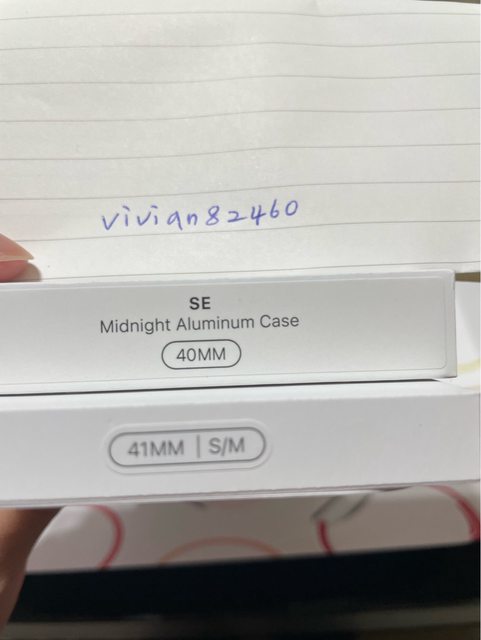 vivian82460
SE
Midnight Aluminum Case
40MM
41MM | S/M